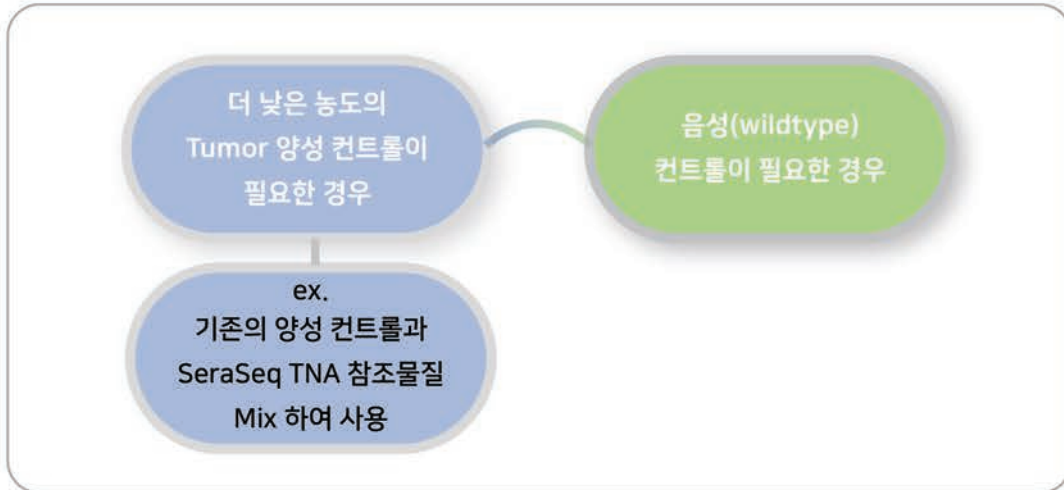 더 낮은 농도의
Tumor 양성 컨트롤이
필요한 경우
음성(wildtype)
컨트롤이 필요한 경우
ex.
기존의 양성 컨트롤과
SeraSeq TNA 참조물질
Mix 하여 사용